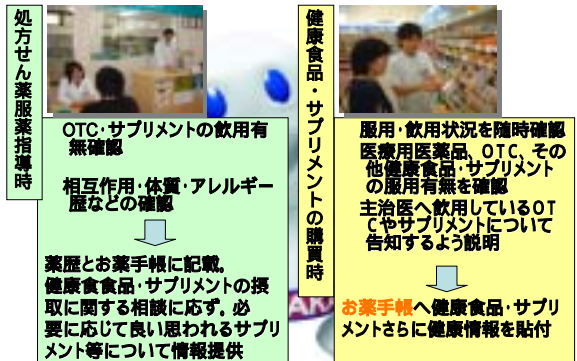 処方せん薬服薬指導時
OTC・サプリメントの飲用有
無確認
相互作用・体質・アレルギー
歴などの確認
薬歴とお薬手帳に記載。
健康食食品・サプリメントの摂
取に関する相談に応ず。必
要に応じて良い思われるサプリ
メント等について情報提供
健康食品・サプリメントの購買時
服用・飲用状況を随時確認
医療用医薬品、OTC、その
他健康食品・サプリメント
の服用有無を確認
主治医へ飲用しているOT
Cやサプリメントについて
告知するよう説明
お薬手帳へ健康食品・サプリ
メントさらに健康情報を貼付